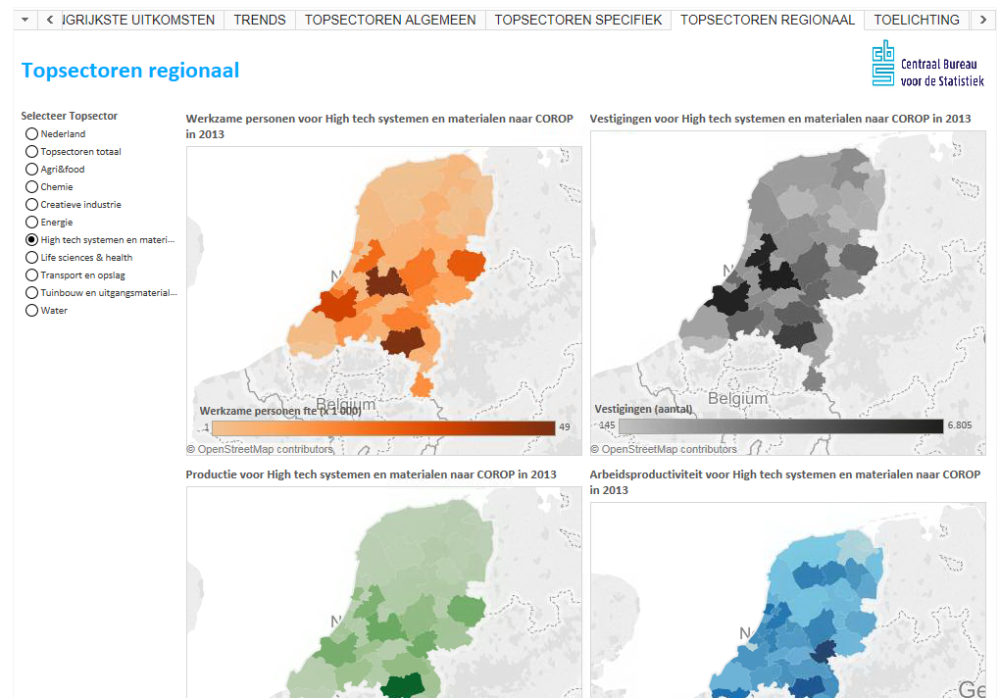 NGRIJKSTE UITKOMSTEN TRENDS TOPSECTOREN ALGEMEEN TOPSECTOREN SPECIFIEK TOPSECTOREN REGIONAAL TOELICHTING
Topsectoren regionaal
Centraal Bureau
voor de Statistiek
Selecteer Topsector
Nederland
Topsectoren totaal
Agri&food
Chemie
Creatieve industrie
Energie
High tech systemen en materi...
Life sciences & health
Transport en opslag
Tuinbouw en uitgangsmaterial...
Water
Werkzame personen voor High tech systemen en materialen naar COROP
in 2013
N
Belgium
Werkzame personen fte (x 1 000)
1 49
© OpenStreetMap contributors
Vestigingen voor High tech systemen en materialen naar COROP in 2013
N
Belgium
Vestigingen (aantal)
145 6.805
© OpenStreetMap contributors
Productie voor High tech systemen en materialen naar COROP in 2013
N
Arbeidsproductiviteit voor High tech systemen en materialen naar COROP
in 2013
N
Ge